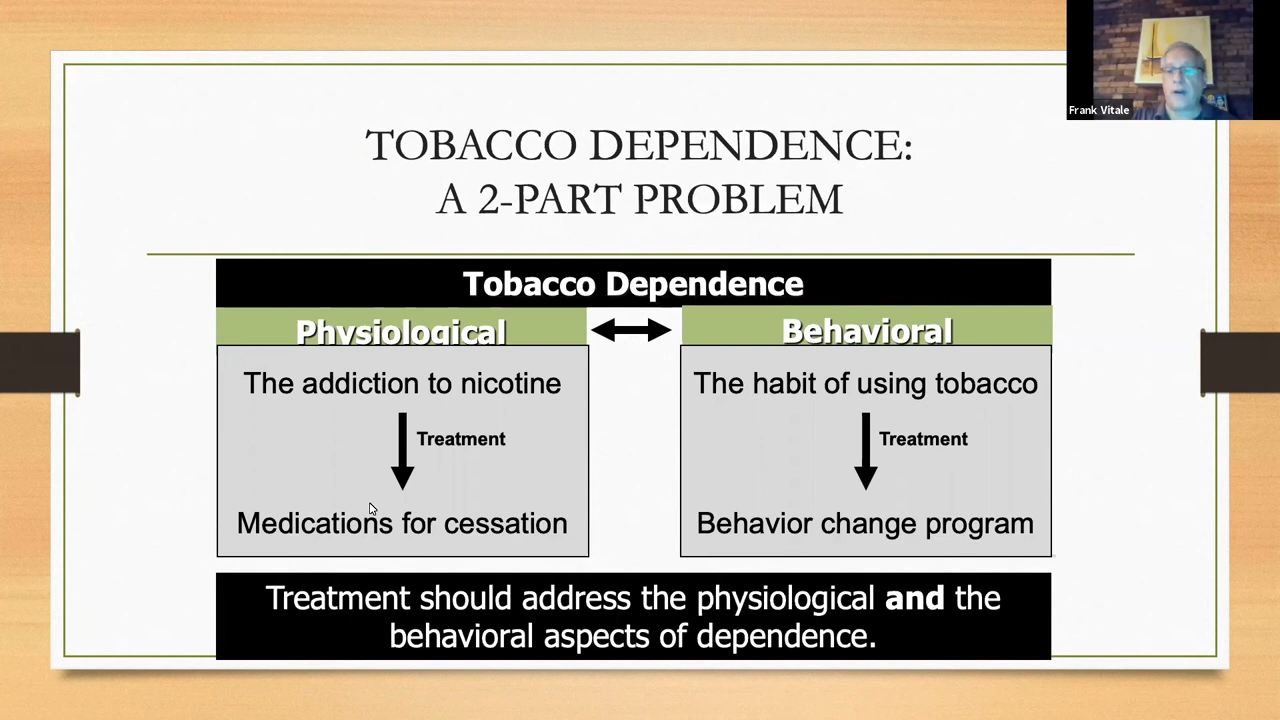 Frank Vitale
TOBACCO DEPENDENCE:
A 2-PART PROBLEM
Tobacco Dependence
Physiological
Behavioral
The addiction to nicotine
Treatment
Medications for cessation
The habit of using tobacco
Treatment
Behavior change program
Treatment should address the physiological and the
behavioral aspects of dependence.